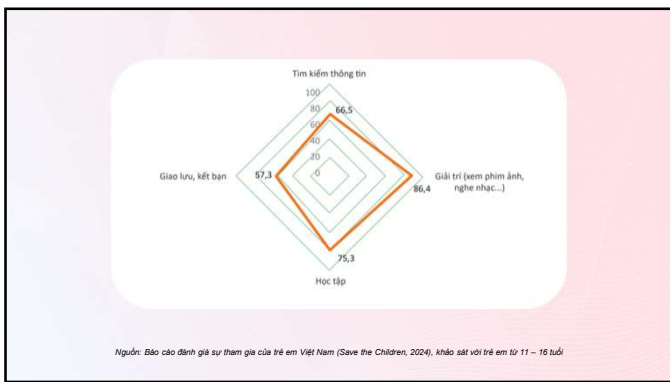 Tìm kiếm thông tin
100
80
66,5
60
40
20
0
Giao lưu, kết bạn
57,3
Giải trí (xem phim ảnh,
nghe nhạc...)
86,4
75,3
Học tập
Nguồn: Báo cáo đánh giá sự tham gia của trẻ em Việt Nam (Save the Children, 2024), khảo sát với trẻ em từ 11 – 16 tuổi